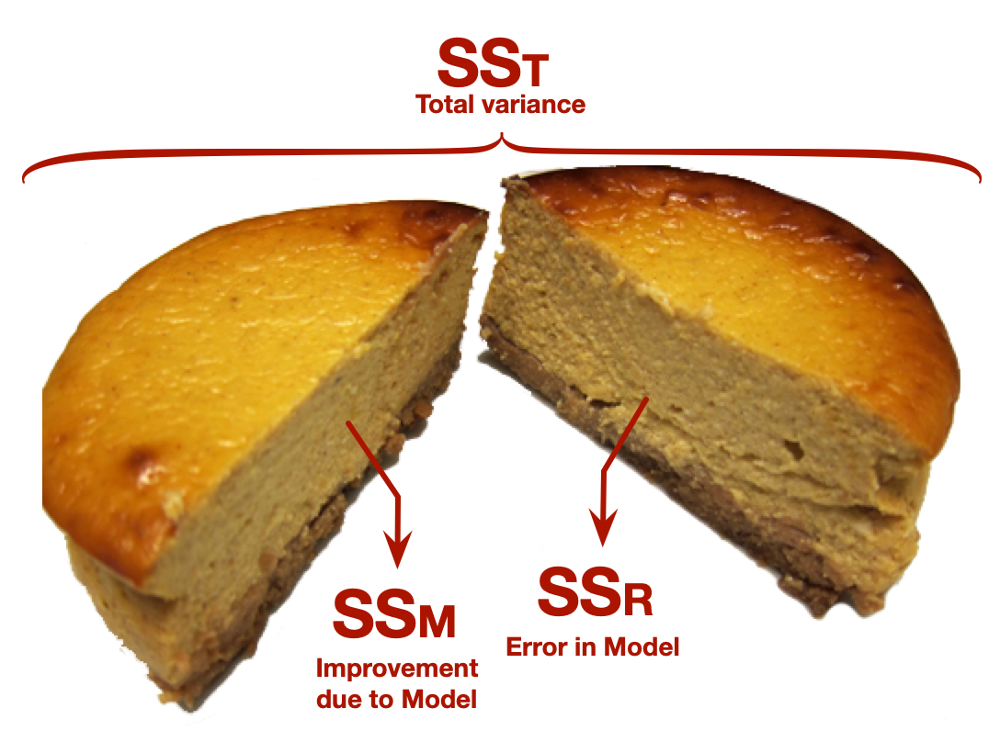 SST
Total variance
SSM
Improvement
due to Model
SSR
Error in Model